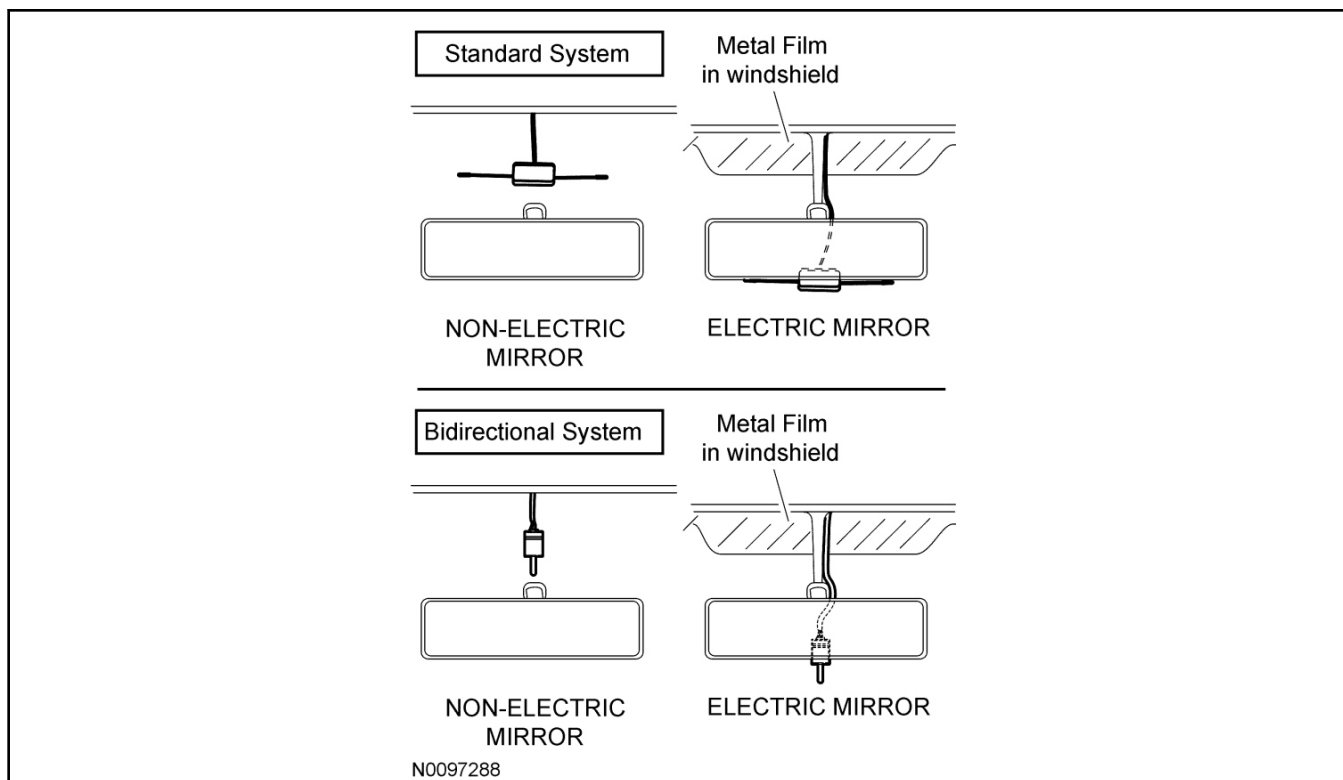 Standard System
Metal Film
in windshield
NON-ELECTRIC
MIRROR
ELECTRIC MIRROR
Bidirectional System
Metal Film
in windshield
NON-ELECTRIC
MIRROR
ELECTRIC MIRROR
N0097288